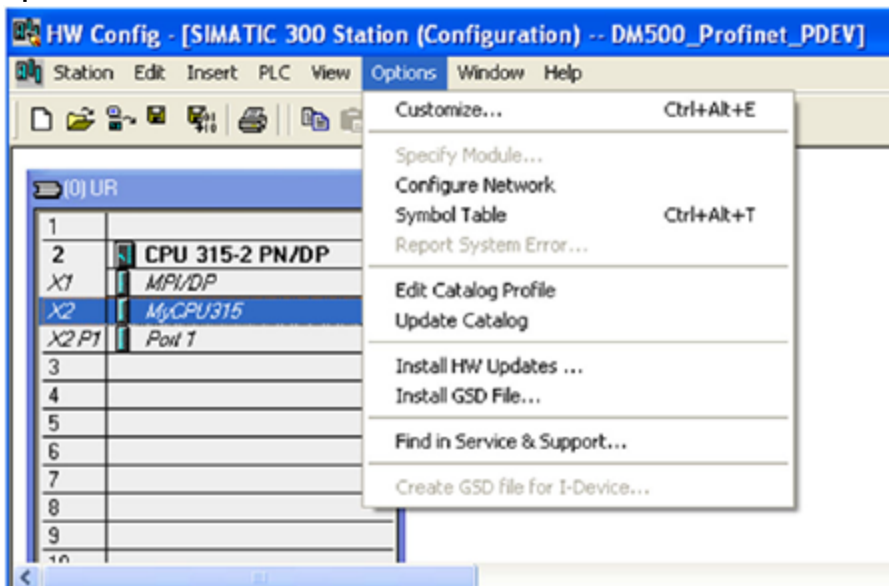 HW Config - [SIMATIC 300 Station (Configuration) -- DM500_Profinet_PDEV]
Station Edit Insert PLC View Options Window Help
Customize... Ctrl+Alt+E
Specify Module...
Configure Network
Symbol Table Ctrl+Alt+T
Report System Error...
Edit Catalog Profile
Update Catalog
Install HW Updates ...
Install GSD File...
Find in Service & Support...
Create GSD file for I-Device...
(0) UR
1
2 CPU 315-2 PN/DP
X1 MPI/DP
X2 MyCPU315
X2 P1 Port 1
3
4
5
6
7
8
9
10